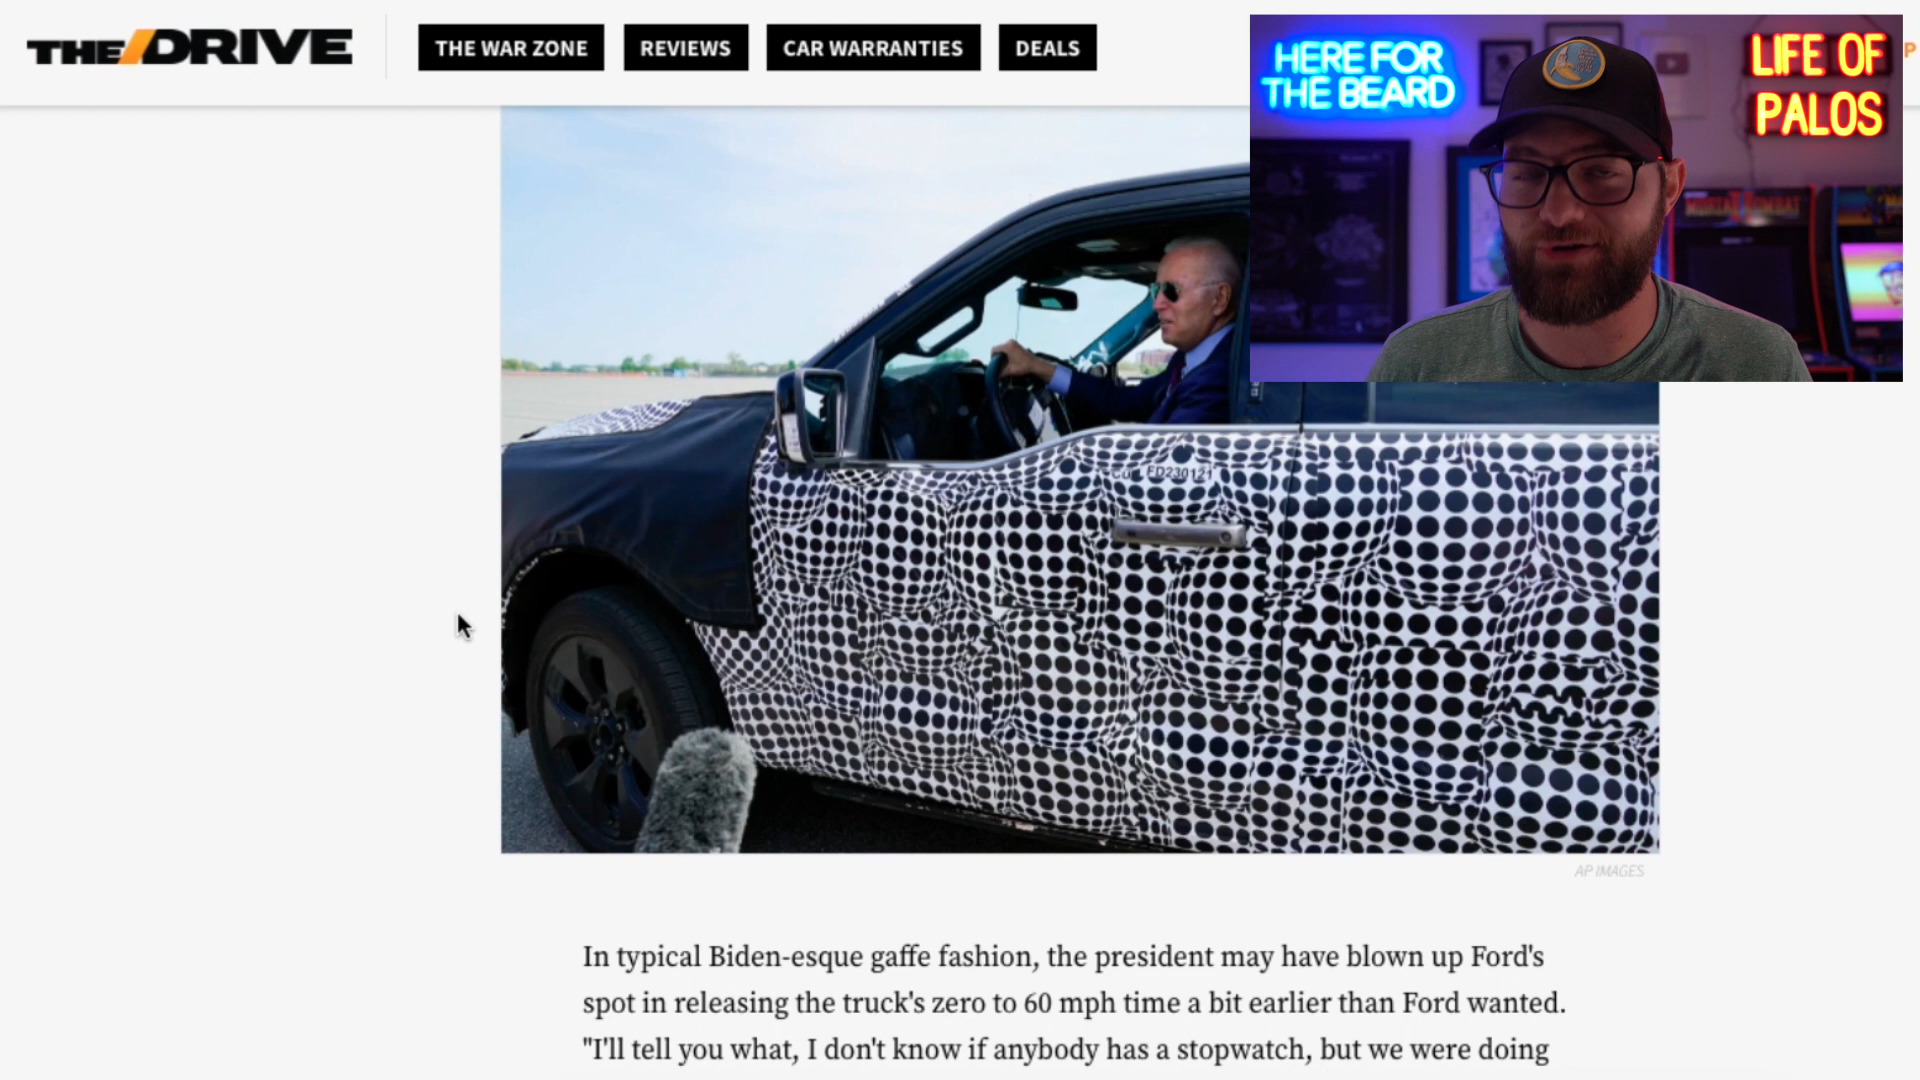 THE DRIVE
THE WAR ZONE
REVIEWS
CAR WARRANTIES
DEALS
P
HERE FOR
THE BEARD
LIFE OF
PALOS
MORTAL KOMBAT
FD230121
AP IMAGES
In typical Biden-esque gaffe fashion, the president may have blown up Ford's
spot in releasing the truck's zero to 60 mph time a bit earlier than Ford wanted.
"I'll tell you what, I don't know if anybody has a stopwatch, but we were doing